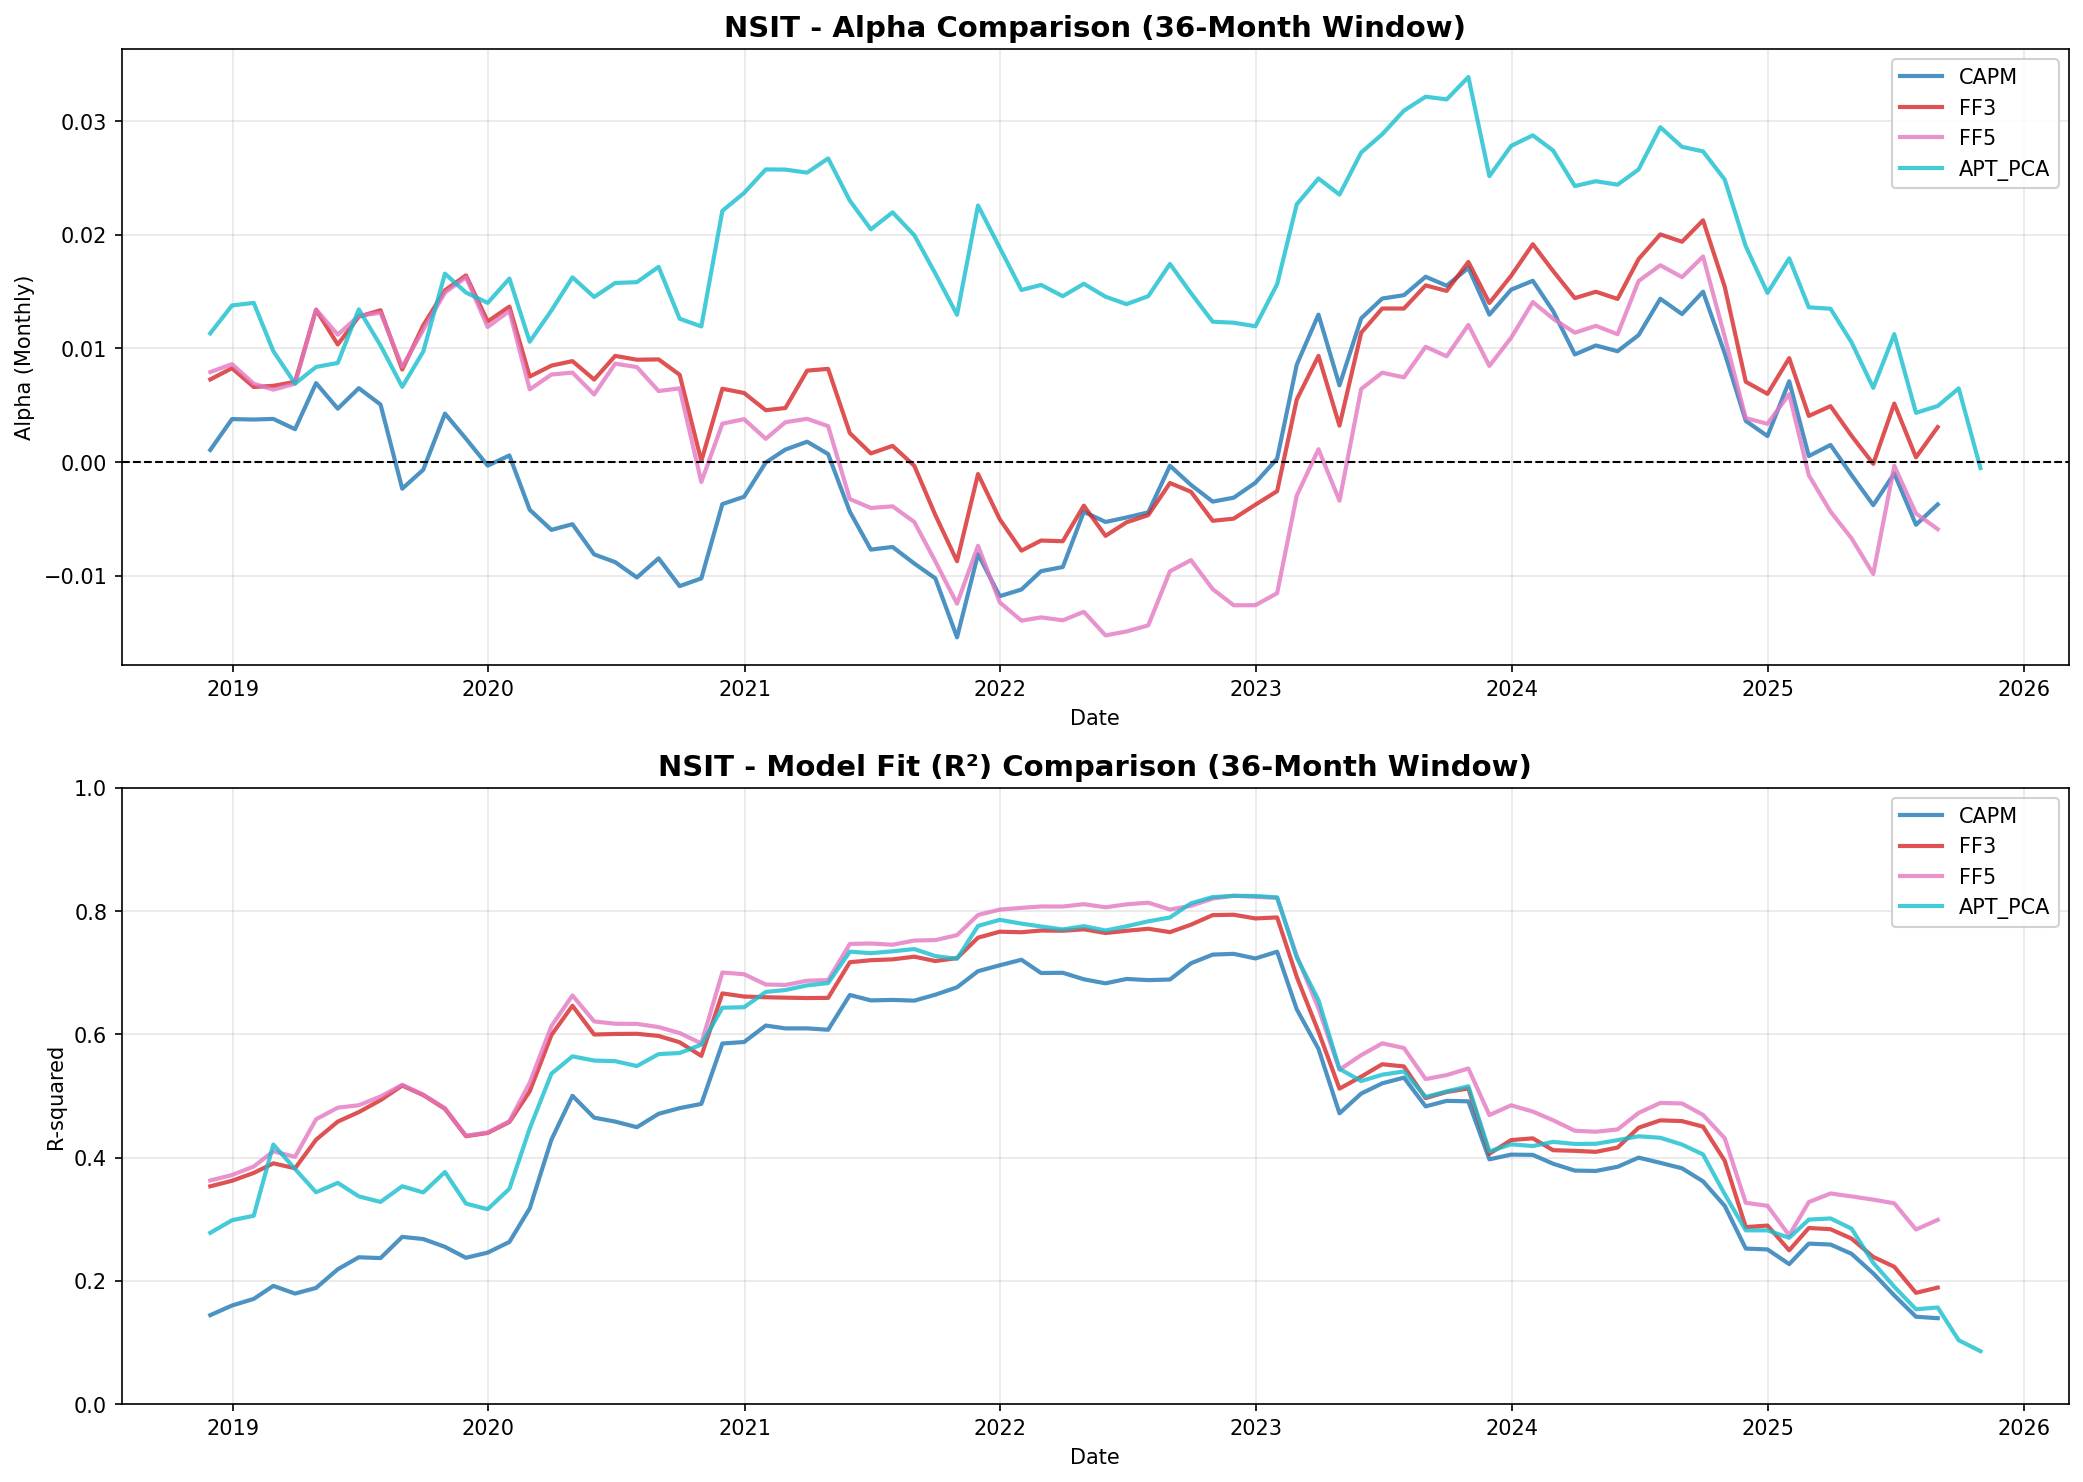 NSIT - Alpha Comparison (36-Month Window)
Alpha (Monthly)
0.03
0.02
0.01
0.00
−0.01
CAPM
FF3
FF5
APT_PCA
2019 2020 2021 2022 2023 2024 2025 2026
Date
NSIT - Model Fit (R²) Comparison (36-Month Window)
R-squared
1.0
0.8
0.6
0.4
0.2
0.0
CAPM
FF3
FF5
APT_PCA
2019 2020 2021 2022 2023 2024 2025 2026
Date